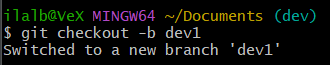 ilalb@VeX MINGW64 ~/Documents (dev)
$ git checkout -b dev1
Switched to a new branch 'dev1'